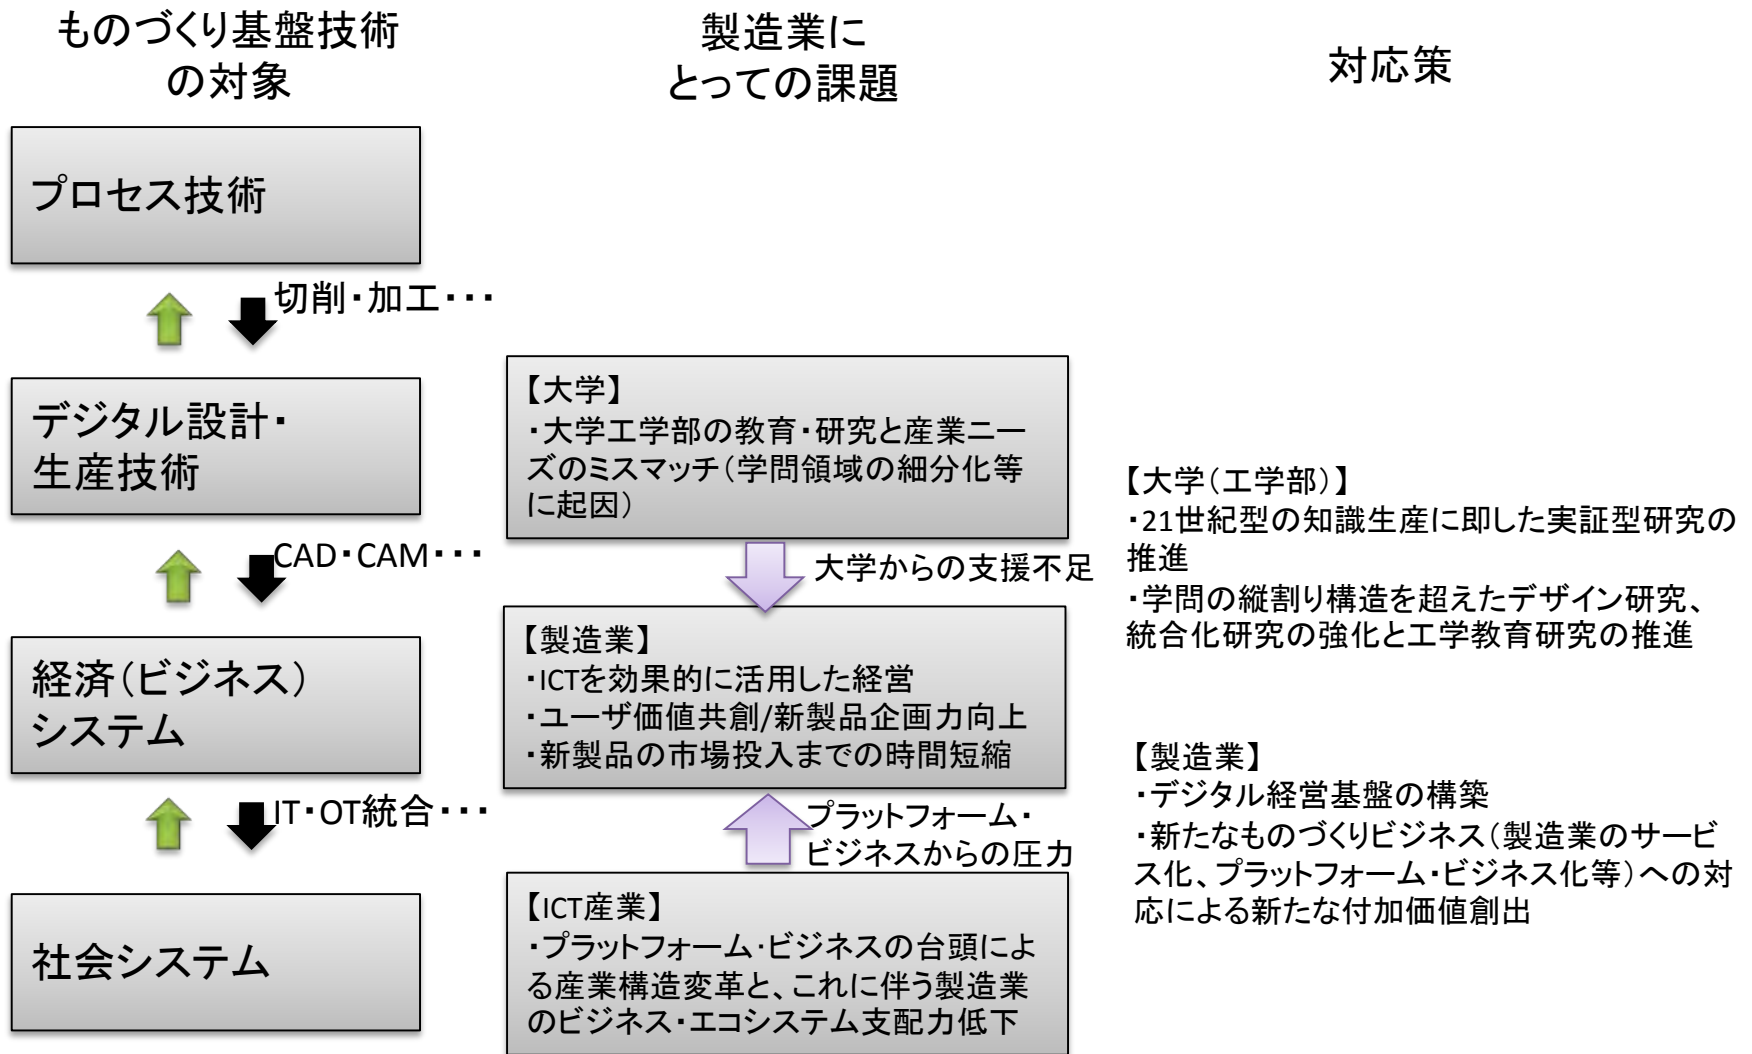 ものづくり基盤技術
の対象
製造業に
とっての課題
対応策
プロセス技術
切削・加工・・・
デジタル設計・
生産技術
CAD・CAM・・・
経済（ビジネス）
システム
IT・OT統合・・・
社会システム
【大学】
・大学工学部の教育・研究と産業ニー
ズのミスマッチ（学問領域の細分化等
に起因）
大学からの支援不足
【製造業】
・ICTを効果的に活用した経営
・ユーザ価値共創/新製品企画力向上
・新製品の市場投入までの時間短縮
プラットフォーム・
ビジネスからの圧力
【ICT産業】
・プラットフォーム・ビジネスの台頭によ
る産業構造変革と、これに伴う製造業
のビジネス・エコシステム支配力低下
【大学（工学部）】
・21世紀型の知識生産に即した実証型研究の
推進
・学問の縦割り構造を超えたデザイン研究、
統合化研究の強化と工学教育研究の推進
【製造業】
・デジタル経営基盤の構築
・新たなものづくりビジネス（製造業のサービ
ス化、プラットフォーム・ビジネス化等）への対
応による新たな付加価値創出